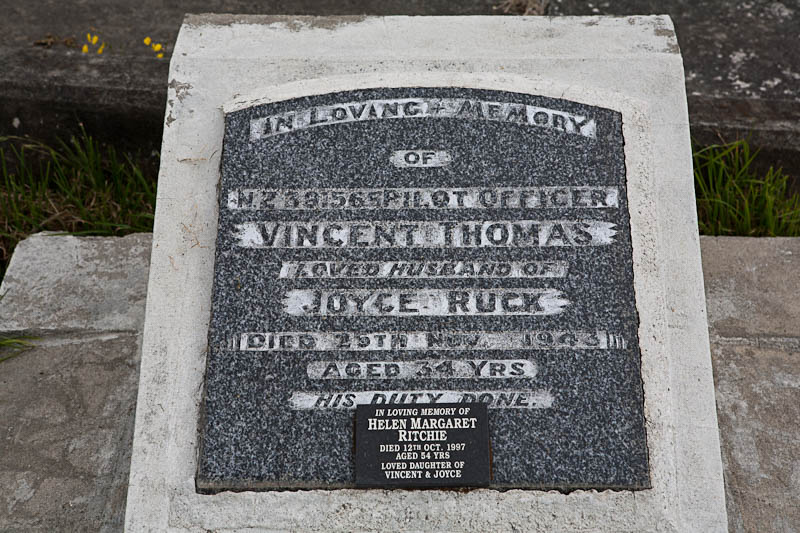 IN LOVING MEMORY
OF
N.Z. 391565 PILOT OFFICER
VINCENT THOMAS
LOVED HUSBAND OF
JOYCE RUCK
DIED 25TH NOV. 1943
AGED 34 YRS
HIS DUTY DONE.
IN LOVING MEMORY OF
HELEN MARGARET
RITCHIE
DIED 12TH OCT. 1997
AGED 54 YRS
LOVED DAUGHTER OF
VINCENT & JOYCE